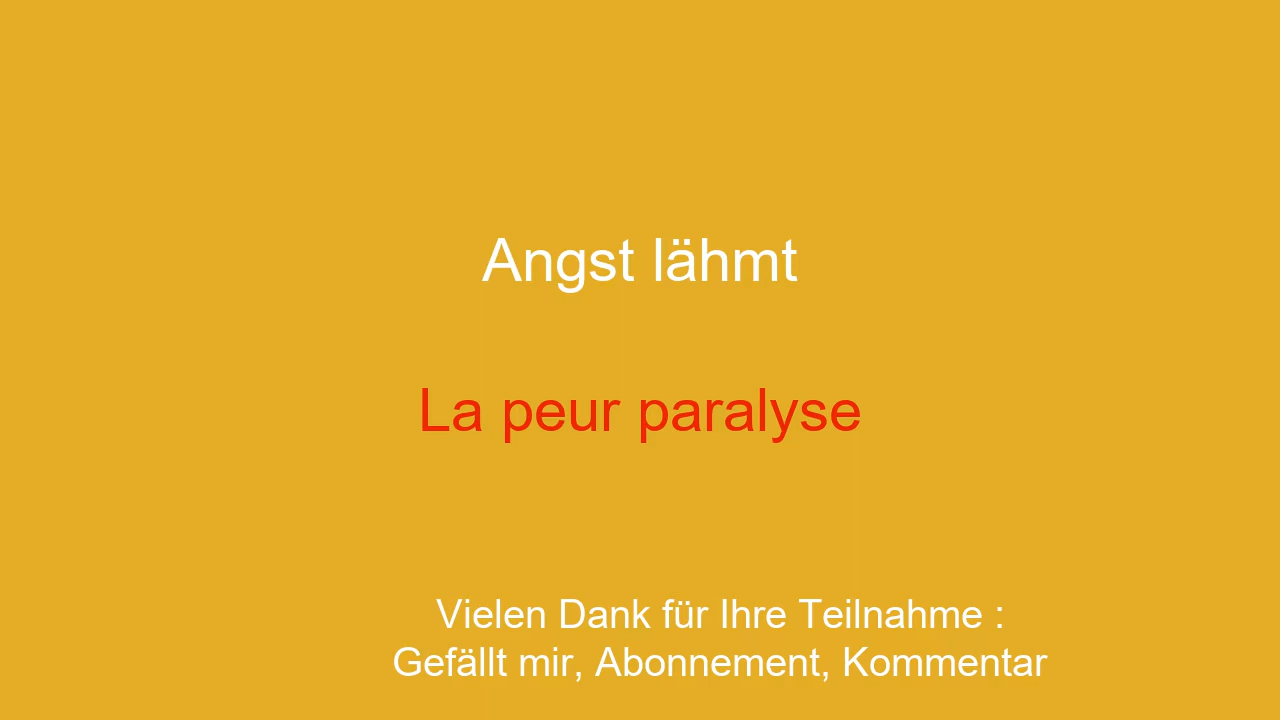 Angst lähmt
La peur paralyse
Vielen Dank für Ihre Teilnahme :
Gefällt mir, Abonnement, Kommentar